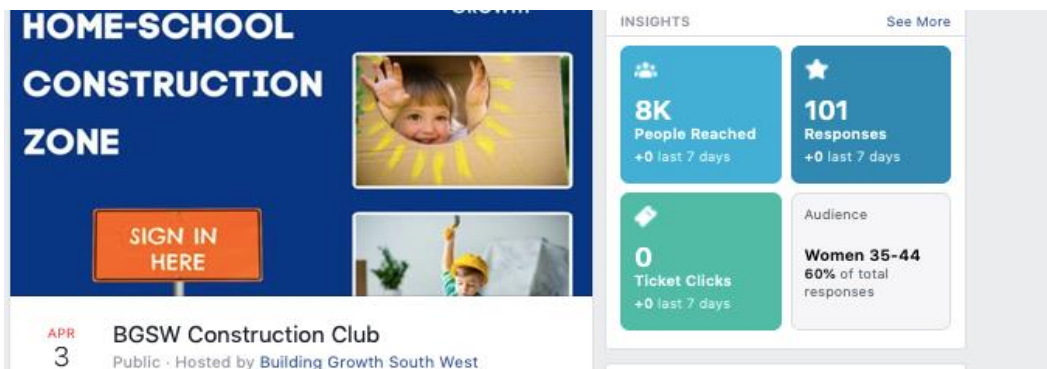 HOME-SCHOOL
CONSTRUCTION
ZONE
SIGN IN
HERE
APR
3
BGSW Construction Club
Public · Hosted by Building Growth South West
INSIGHTS
See More
8K
People Reached
+0 last 7 days
101
Responses
+0 last 7 days
0
Ticket Clicks
+0 last 7 days
Audience
Women 35-44
60% of total
responses